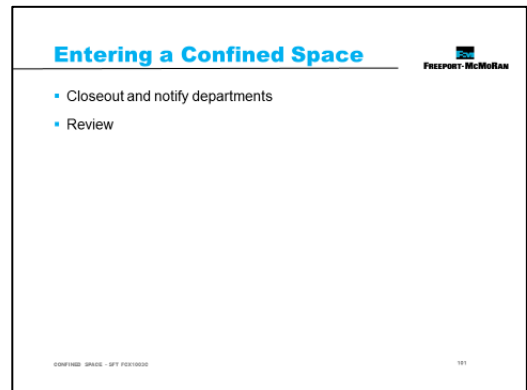 Entering a Confined Space
FREEPORT-McMoRAN
Closeout and notify departments
Review
CONFINED SPACE - SFT FCX1003C
101